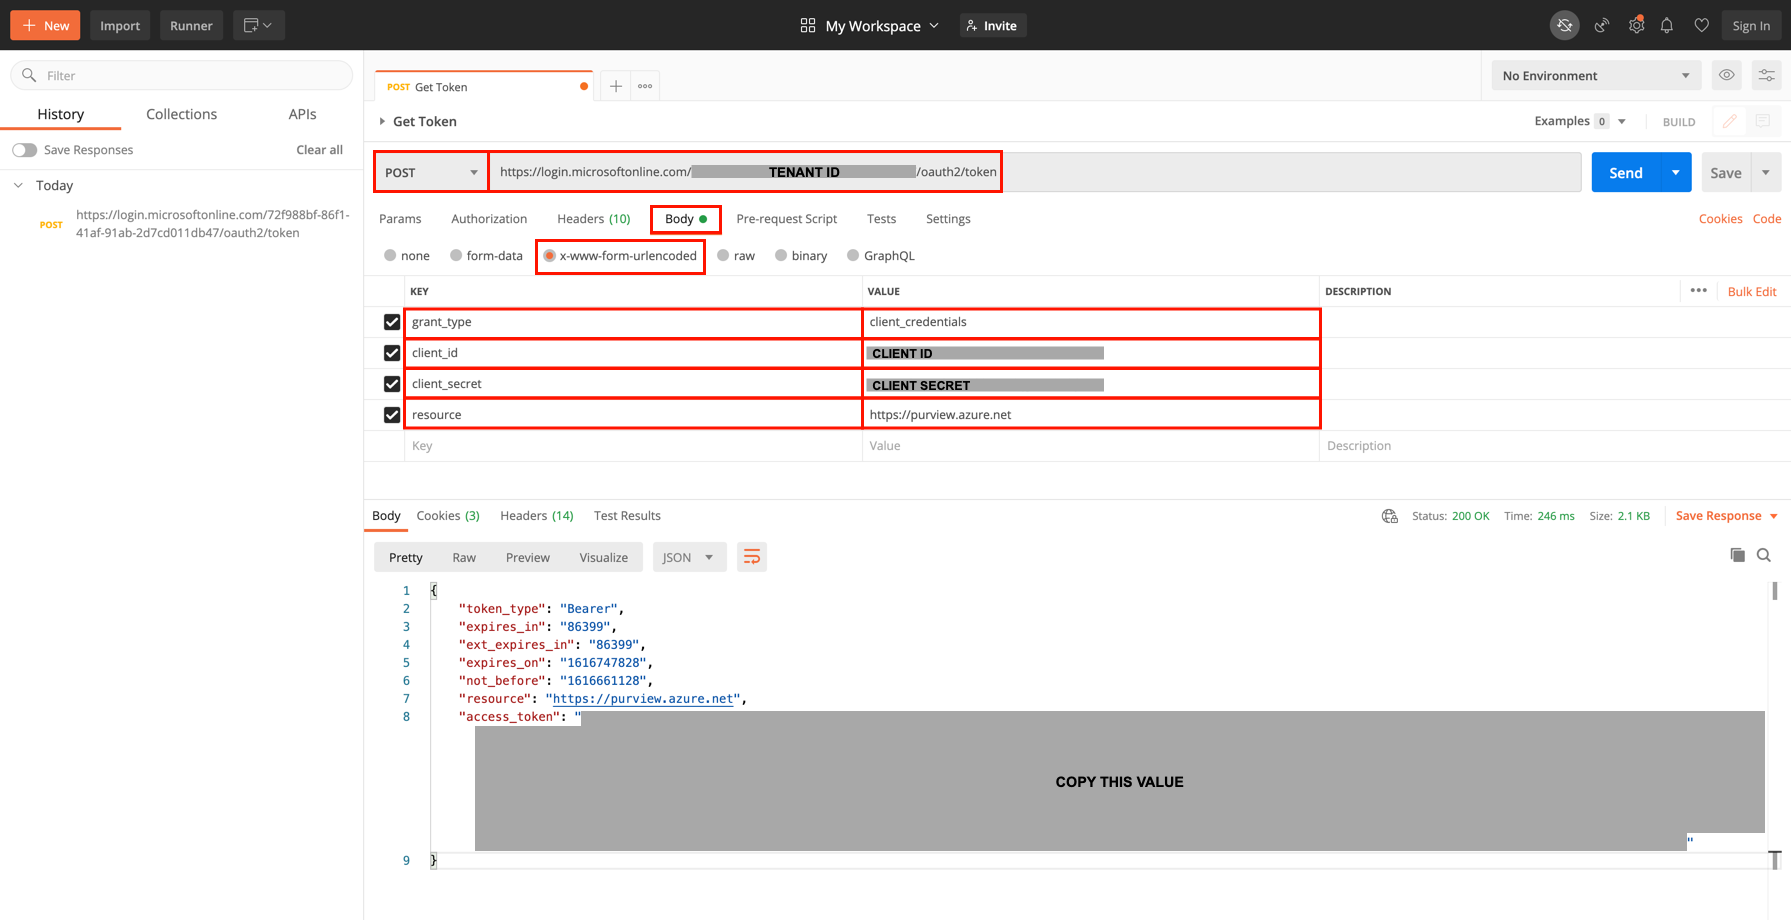 New
Import
Runner
My Workspace
Invite
Sign In
Filter
History
Collections
APIs
Save Responses
Clear all
Today
POST
https://login.microsoftonline.com/72f988bf-86f1-
41af-91ab-2d7cd011db47/oauth2/token
POST Get Token
No Environment
Get Token
Examples 0
BUILD
POST
https://login.microsoftonline.com/ TENANT ID /oauth2/token
Send
Save
Params
Authorization
Headers (10)
Body
Pre-request Script
Tests
Settings
Cookies
Code
none
form-data
x-www-form-urlencoded
raw
binary
GraphQL
KEY
VALUE
DESCRIPTION
Bulk Edit
grant_type
client_credentials
client_id
CLIENT ID
client_secret
CLIENT SECRET
resource
https://purview.azure.net
Key
Value
Description
Body
Cookies (3)
Headers (14)
Test Results
Status: 200 OK
Time: 246 ms
Size: 2.1 KB
Save Response
Pretty
Raw
Preview
Visualize
JSON
1 {
2 "token_type": "Bearer",
3 "expires_in": "86399",
4 "ext_expires_in": "86399",
5 "expires_on": "1616747828",
6 "not_before": "1616661128",
7 "resource": "https://purview.azure.net",
8 "access_token": "
COPY THIS VALUE
"
9 }